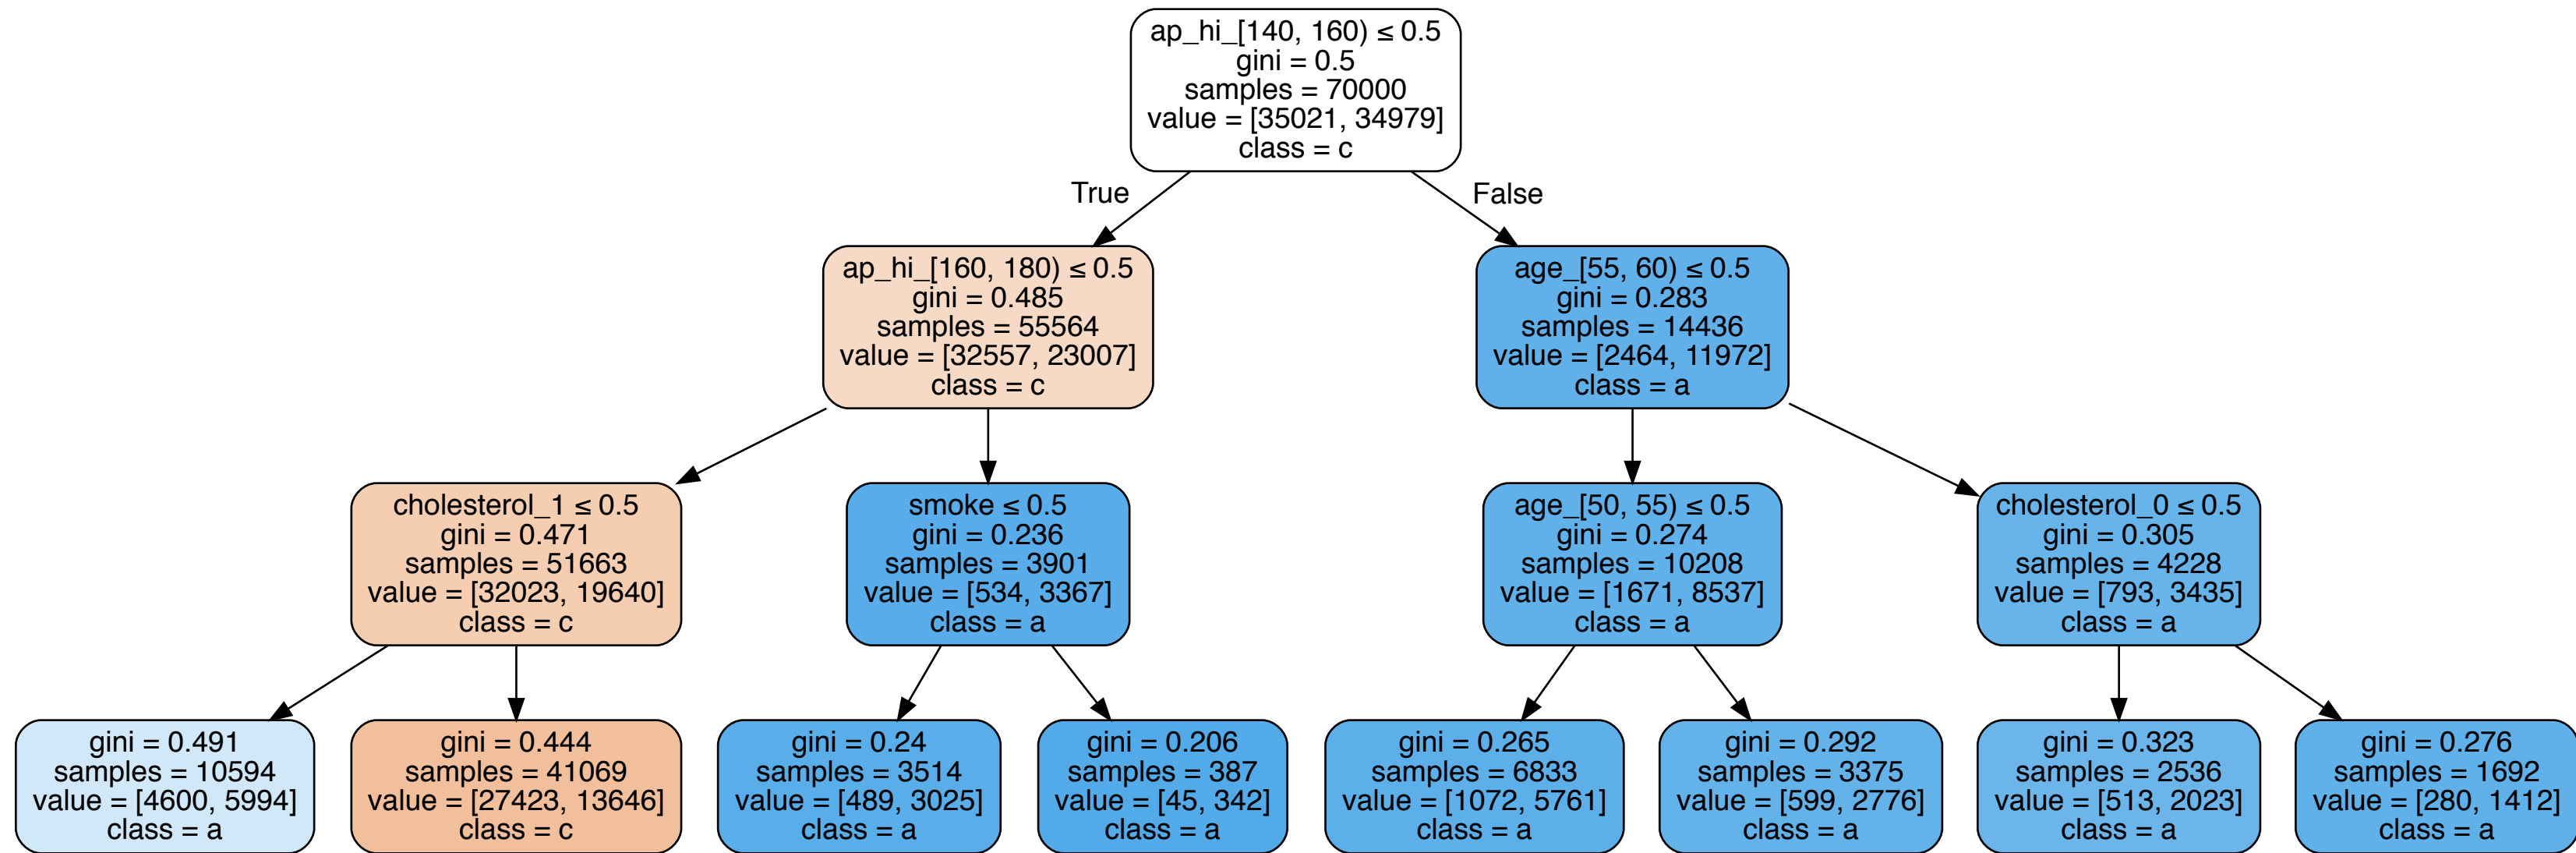 ap_hi_[140, 160) ≤ 0.5
gini = 0.5
samples = 70000
value = [35021, 34979]
class = c
True
False
ap_hi_[160, 180) ≤ 0.5
gini = 0.485
samples = 55564
value = [32557, 23007]
class = c
age_[55, 60) ≤ 0.5
gini = 0.283
samples = 14436
value = [2464, 11972]
class = a
cholesterol_1 ≤ 0.5
gini = 0.471
samples = 51663
value = [32023, 19640]
class = c
smoke ≤ 0.5
gini = 0.236
samples = 3901
value = [534, 3367]
class = a
age_[50, 55) ≤ 0.5
gini = 0.274
samples = 10208
value = [1671, 8537]
class = a
cholesterol_0 ≤ 0.5
gini = 0.305
samples = 4228
value = [793, 3435]
class = a
gini = 0.491
samples = 10594
value = [4600, 5994]
class = a
gini = 0.444
samples = 41069
value = [27423, 13646]
class = c
gini = 0.24
samples = 3514
value = [489, 3025]
class = a
gini = 0.206
samples = 387
value = [45, 342]
class = a
gini = 0.265
samples = 6833
value = [1072, 5761]
class = a
gini = 0.292
samples = 3375
value = [599, 2776]
class = a
gini = 0.323
samples = 2536
value = [513, 2023]
class = a
gini = 0.276
samples = 1692
value = [280, 1412]
class = a